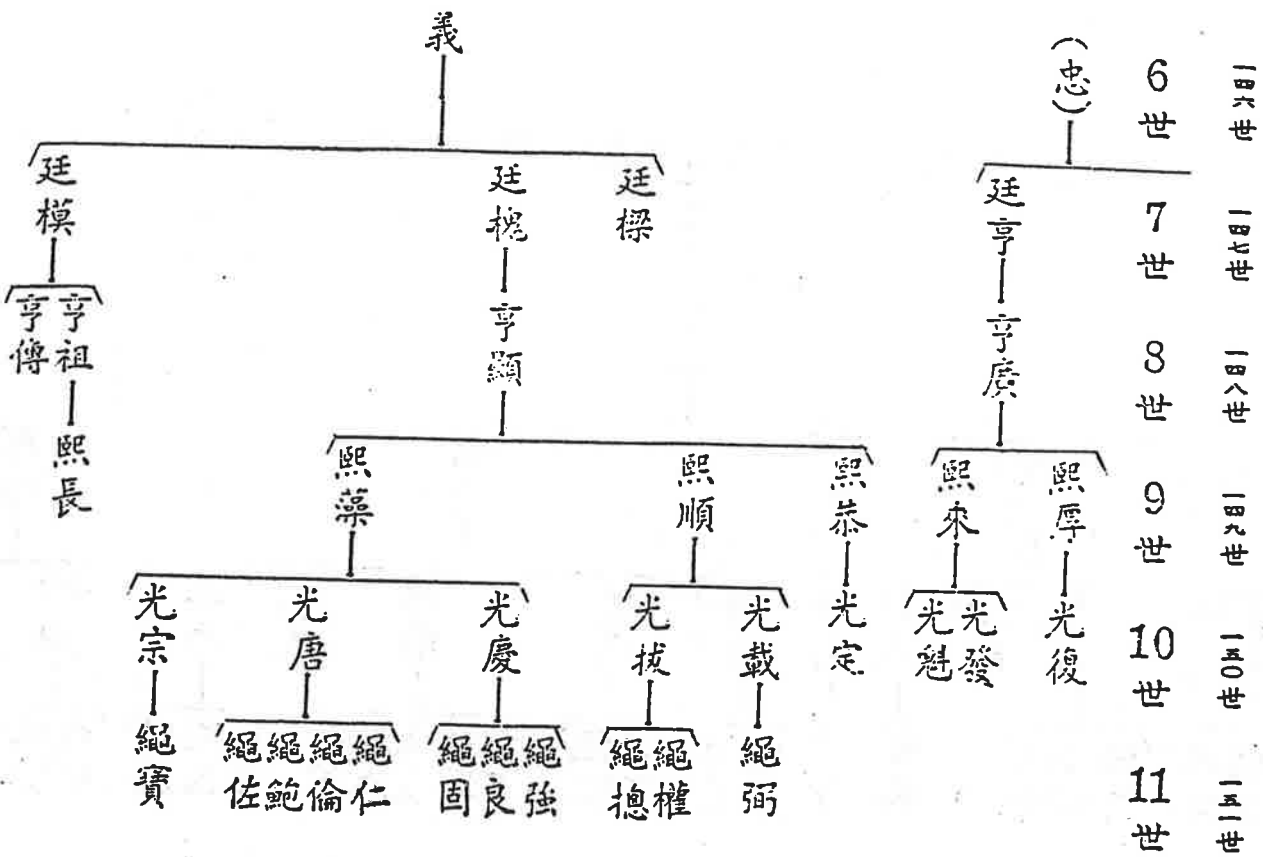 義 (忠) 6世 一四六世
廷模 廷槐 廷樑 廷亨 7世 一四七世
亨傳 亨祖 亨顯 亨廣 8世 一四八世
熙長 熙藻 熙順 熙恭 熙來 熙厚 9世 一四九世
光宗 光唐 光慶 光拔 光載 光定 光魁 光發 光復 10世 一五〇世
繩寶 繩佐 繩鮑 繩倫 繩仁 繩固 繩良 繩強 繩摠 繩權 繩弼 11世 一五一世